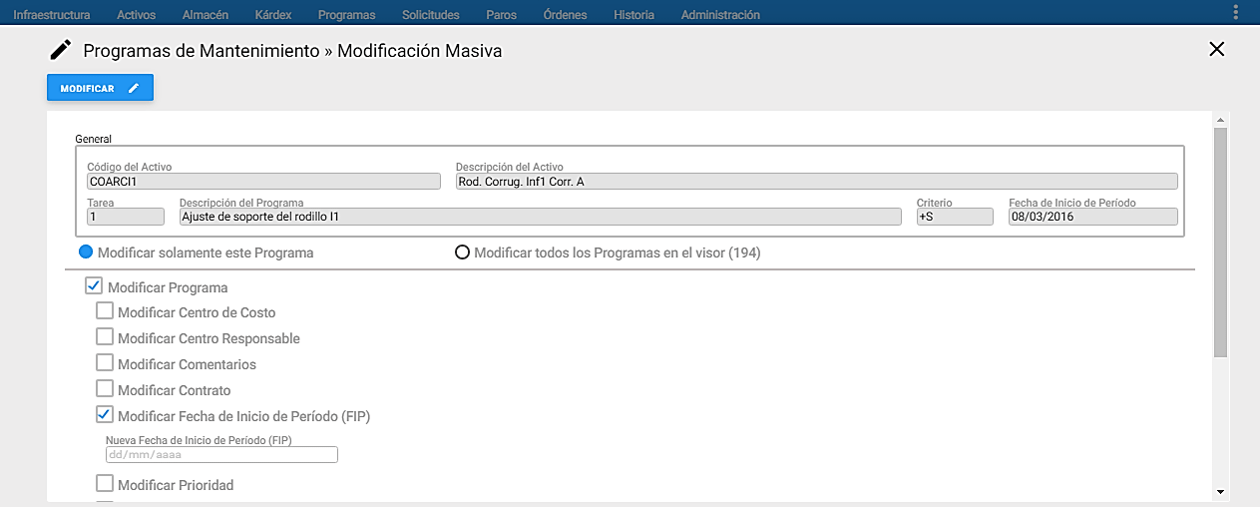 Infraestructura Activos Almacén Kárdex Programas Solicitudes Paros Órdenes Historia Administración
Programas de Mantenimiento » Modificación Masiva
MODIFICAR
General
Código del Activo Descripción del Activo
COARCI1 Rod. Corrug. Inf1 Corr. A
Tarea Descripción del Programa Criterio Fecha de Inicio de Período
1 Ajuste de soporte del rodillo I1 +S 08/03/2016
Modificar solamente este Programa Modificar todos los Programas en el visor (194)
Modificar Programa
Modificar Centro de Costo
Modificar Centro Responsable
Modificar Comentarios
Modificar Contrato
Modificar Fecha de Inicio de Período (FIP)
Nueva Fecha de Inicio de Período (FIP)
dd/mm/aaaa
Modificar Prioridad